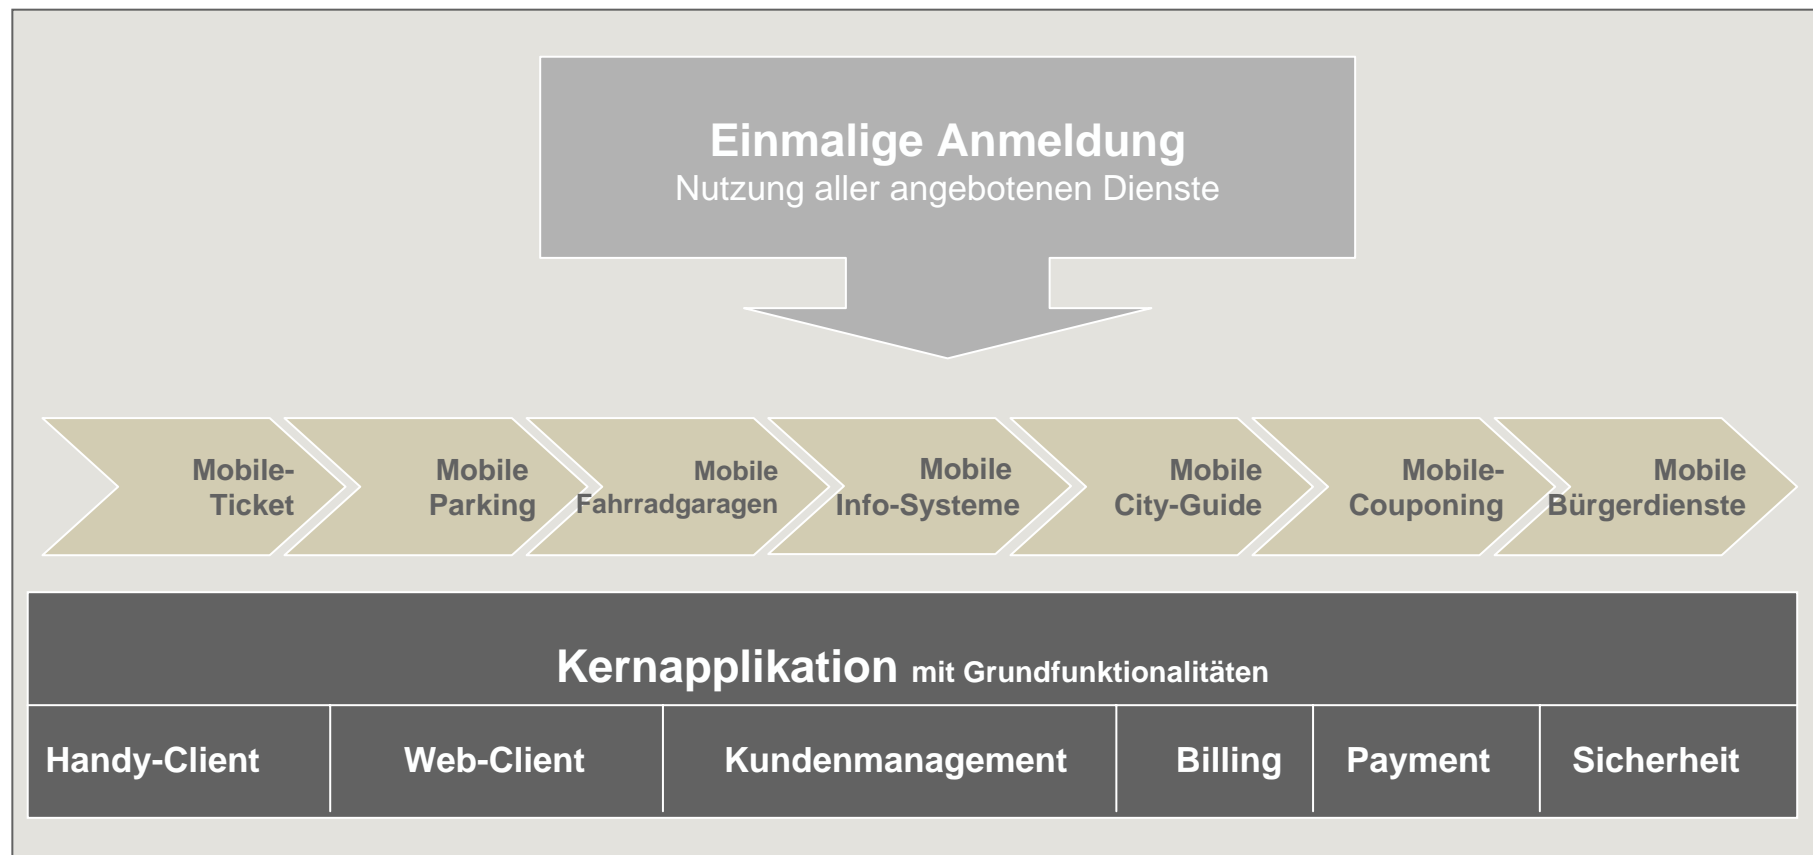 Einmalige Anmeldung
Nutzung aller angebotenen Dienste
Mobile-
Ticket
Mobile
Parking
Mobile
Fahrradgaragen
Mobile
Info-Systeme
Mobile
City-Guide
Mobile-
Couponing
Mobile
Bürgerdienste
Kernapplikation mit Grundfunktionalitäten
Handy-Client
Web-Client
Kundenmanagement
Billing
Payment
Sicherheit